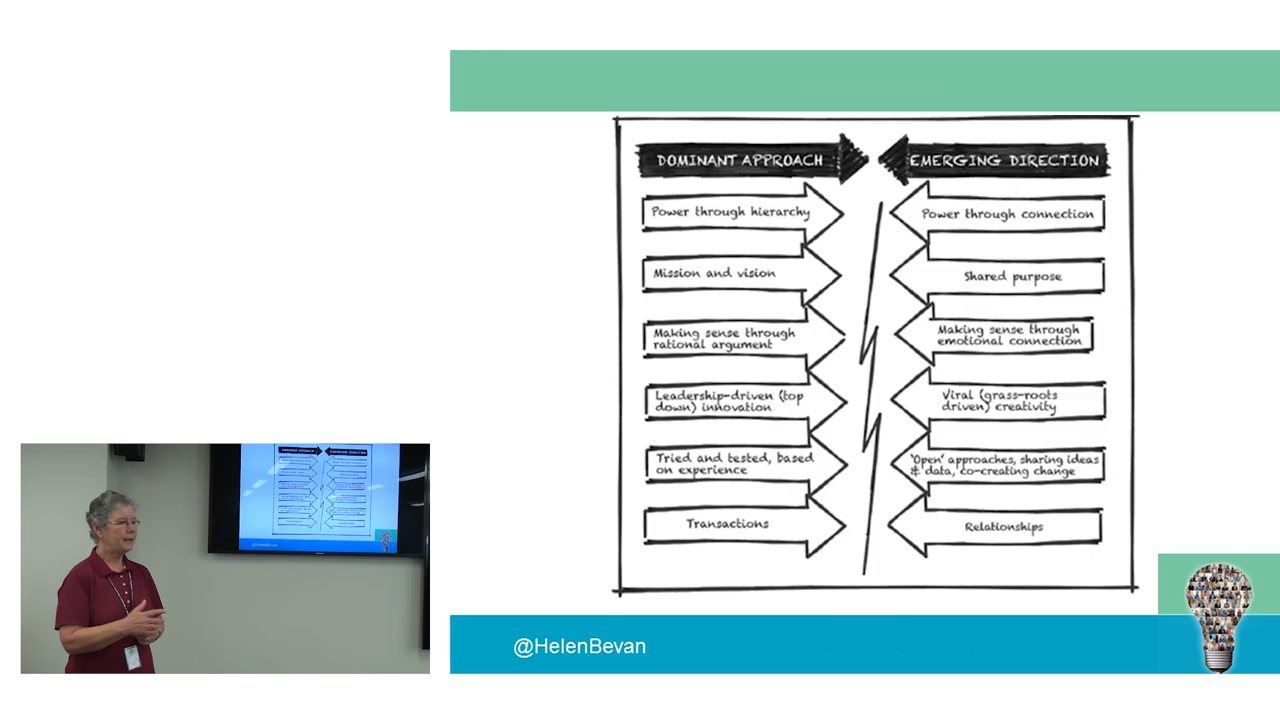 DOMINANT APPROACH
EMERGING DIRECTION
Power through hierarchy
Power through connection
Mission and vision
Shared purpose
Making sense through
rational argument
Making sense through
emotional connection
Leadership-driven (top
down) innovation
Viral (grass-roots
driven) creativity
Tried and tested, based
on experience
'Open' approaches, sharing ideas
& data, co-creating change
Transactions
Relationships
@HelenBevan